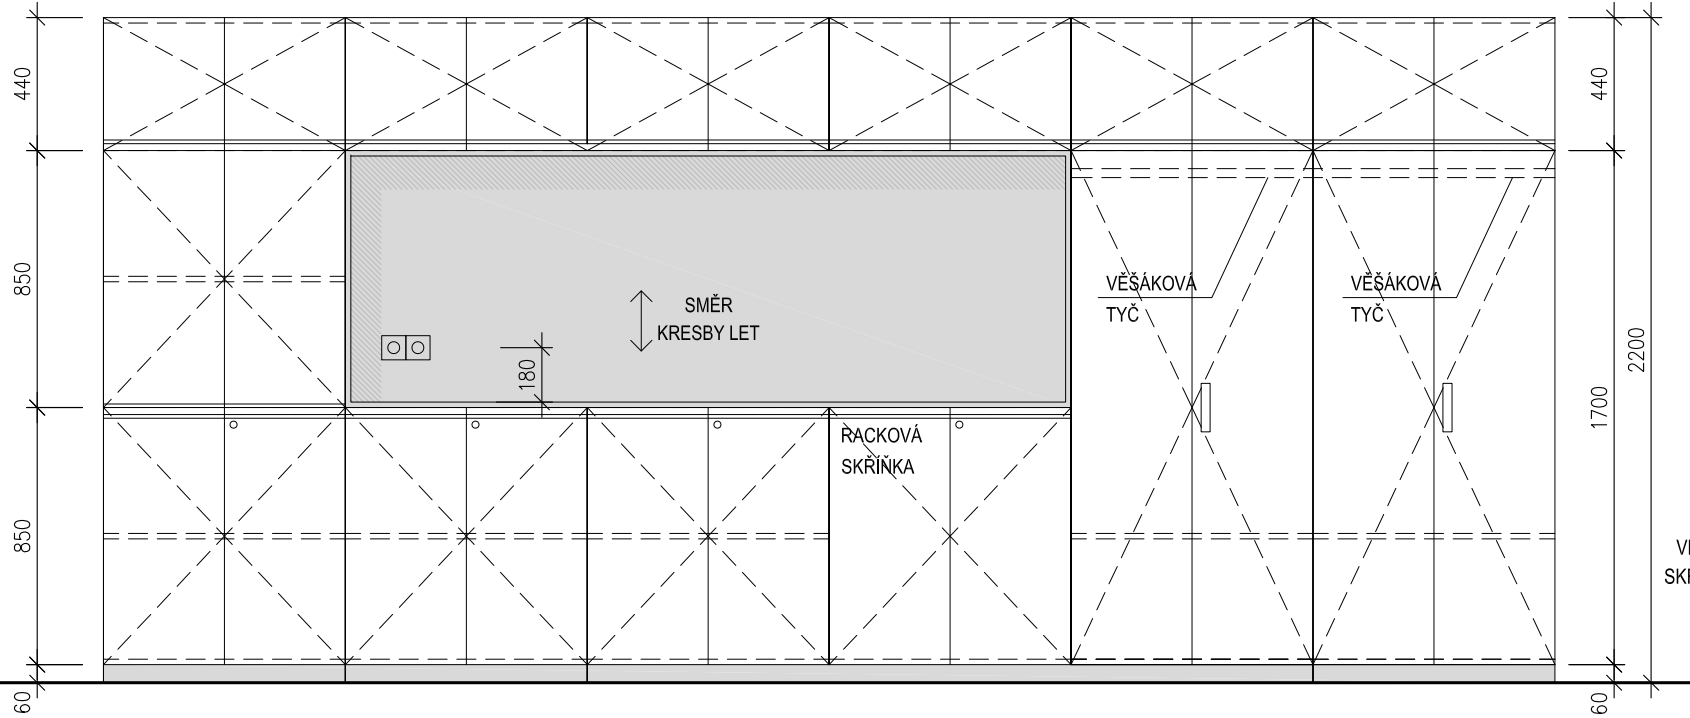 440
850
850
60
SMĚR
KRESBY LET
180
RACKOVÁ
SKŘÍŇKA
VĚŠÁKOVÁ
TYČ
VĚŠÁKOVÁ
TYČ
440
1700
60
2200